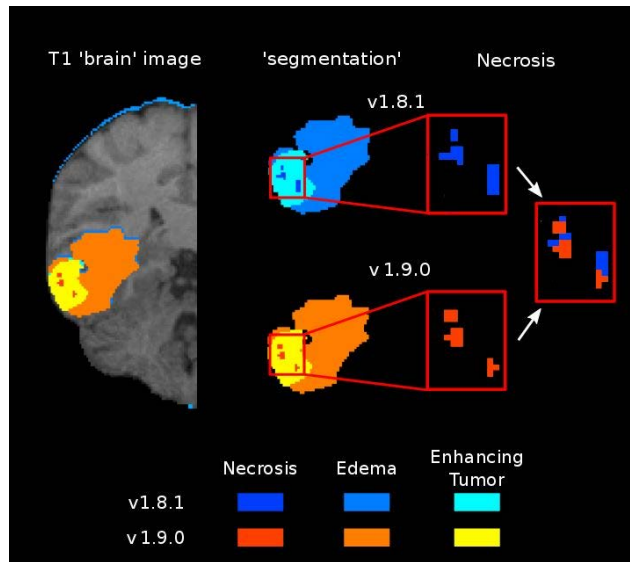 T1 'brain' image
'segmentation'
Necrosis
v1.8.1
v 1.9.0
Necrosis
Edema
Enhancing
Tumor
v1.8.1
v 1.9.0